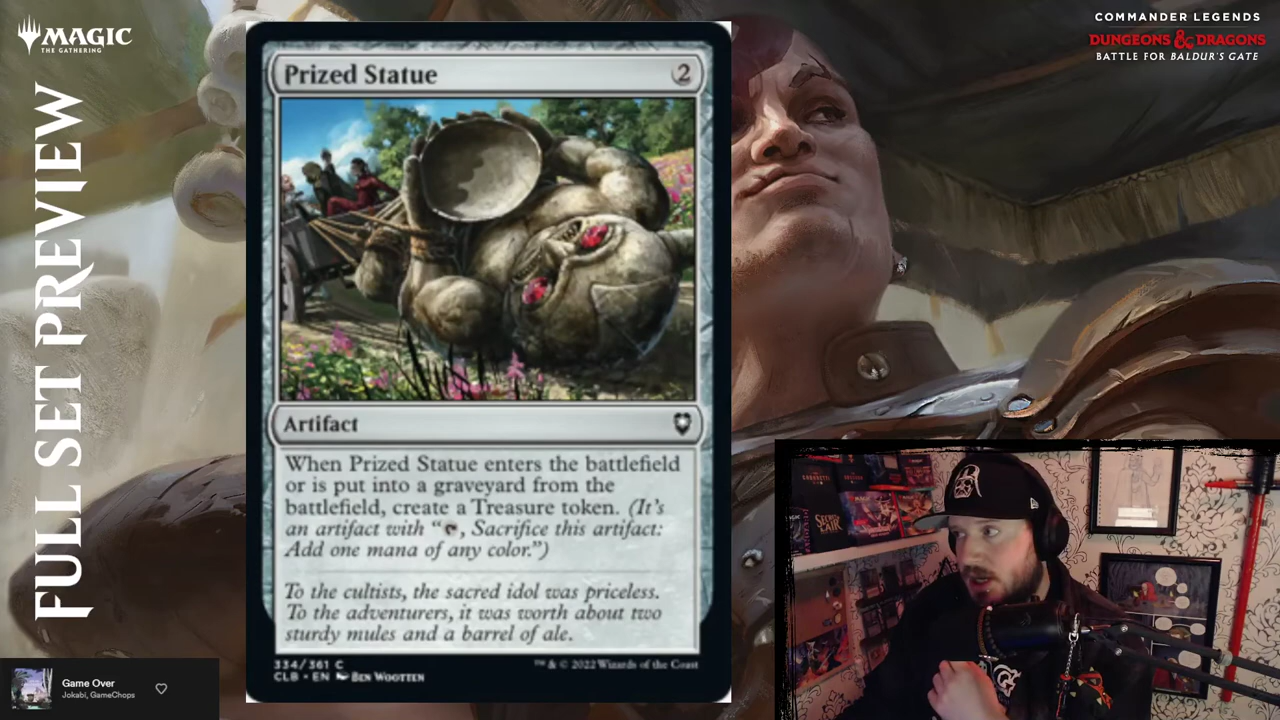 MAGIC
THE GATHERING
FULL SET PREVIEW
COMMANDER LEGENDS
DUNGEONS & DRAGONS
BATTLE FOR BALDUR'S GATE
Prized Statue 2
Artifact
When Prized Statue enters the battlefield
or is put into a graveyard from the
battlefield, create a Treasure token. (It's
an artifact with “, Sacrifice this artifact:
Add one mana of any color.”)
To the cultists, the sacred idol was priceless.
To the adventurers, it was worth about two
sturdy mules and a barrel of ale.
334/361 C
CLB • EN BEN WOOTTEN
™ & © 2022 Wizards of the Coast
SECRET
LAIR
Game Over
Jokabi, GameChops